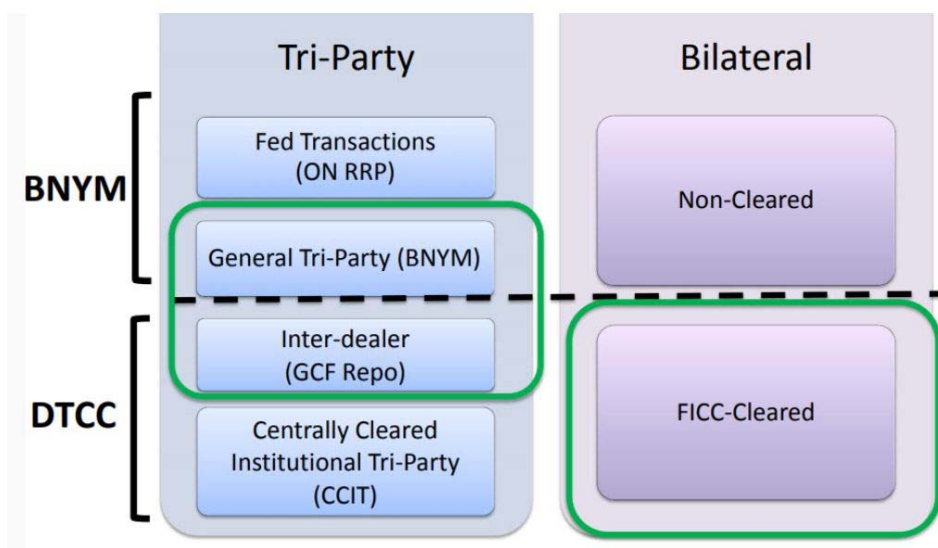 Tri-Party
Bilateral
BNYM
Fed Transactions
(ON RRP)
General Tri-Party (BNYM)
Non-Cleared
DTCC
Inter-dealer
(GCF Repo)
Centrally Cleared
Institutional Tri-Party
(CCIT)
FICC-Cleared